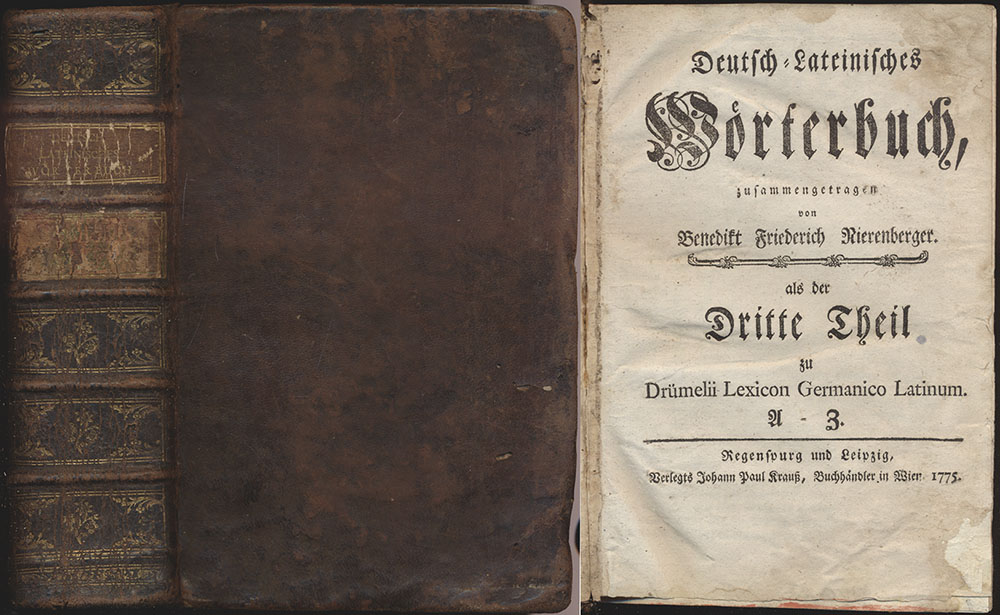 Deutsch-Lateinisches
Wörterbuch,
zusammengetragen
von
Benedikt Friederich Nierenberger.
als der
Dritte Theil
zu
Drümelii Lexicon Germanico Latinum.
A - Z.
Regenspurg und Leipzig,
Verlegts Johann Paul Krauß, Buchhändler in Wien 1775.